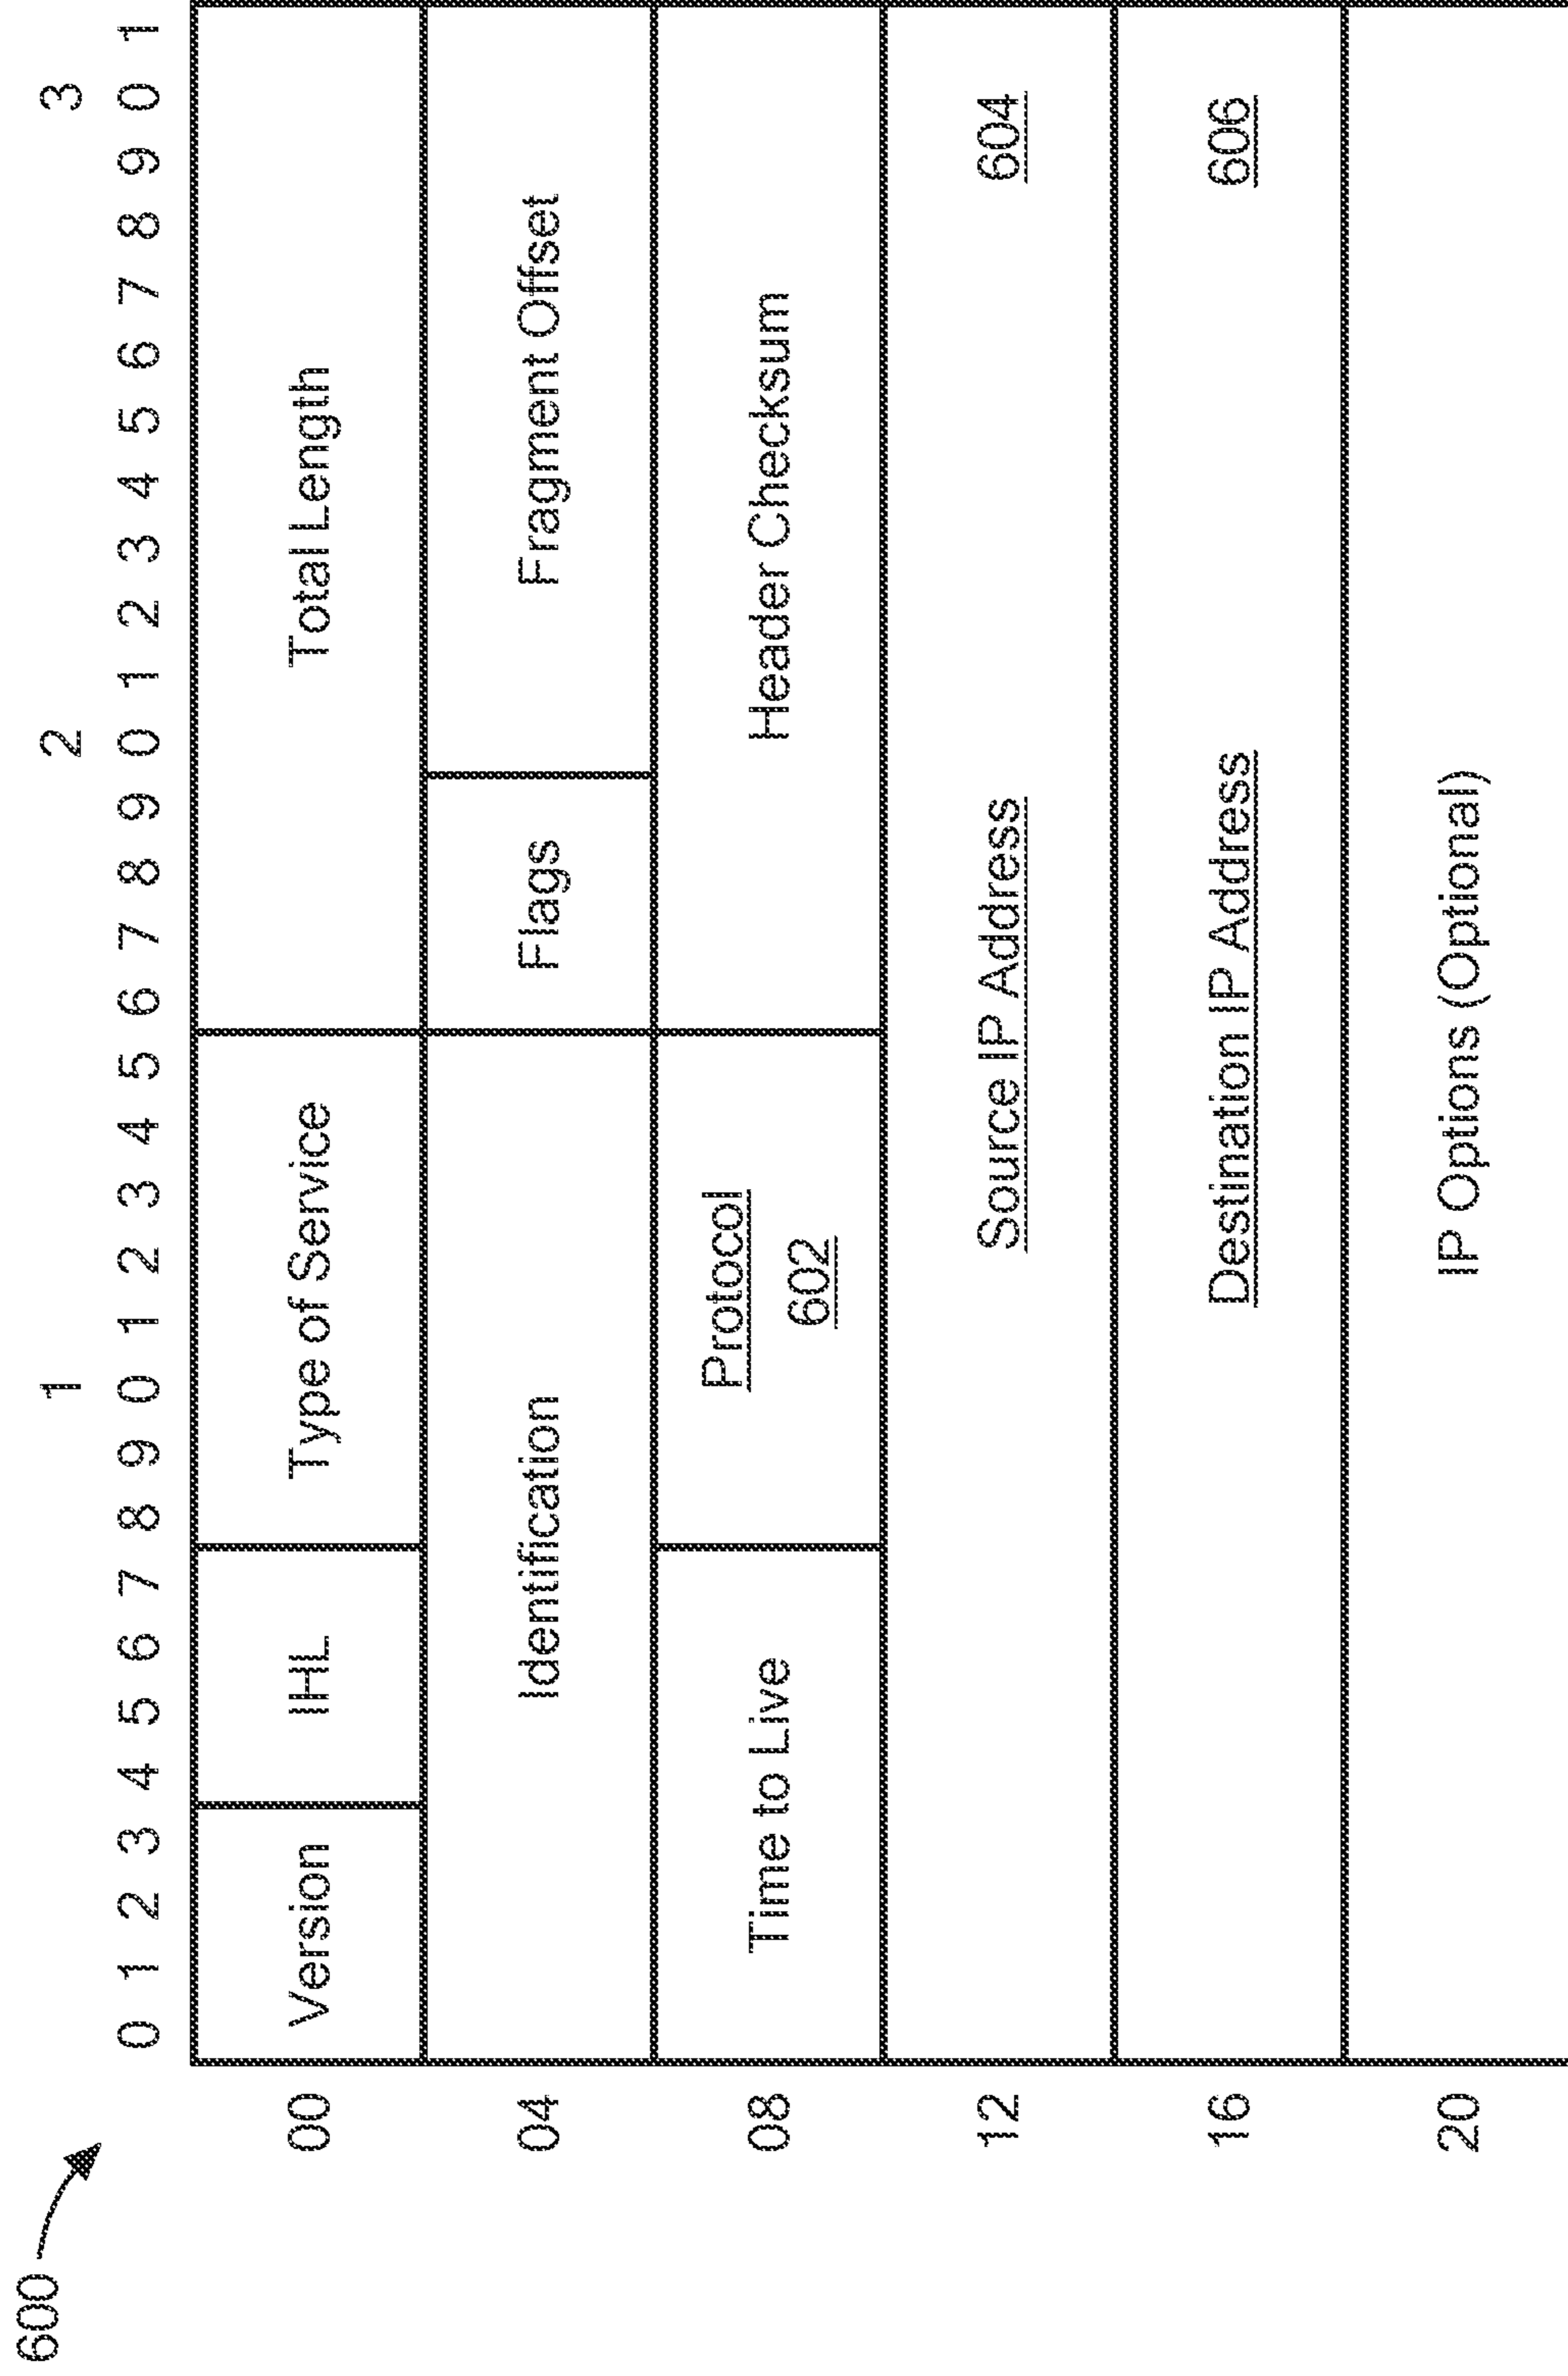 600
1 2 3
0 1 2 3 4 5 6 7 8 9 0 1 2 3 4 5 6 7 8 9 0 1 2 3 4 5 6 7 8 9 0 1
00 Version IHL Type of Service Total Length
04 Identification Flags Fragment Offset
08 Time to Live Protocol 602 Header Checksum
12 Source IP Address 604
16 Destination IP Address 606
20 IP Options (Optional)